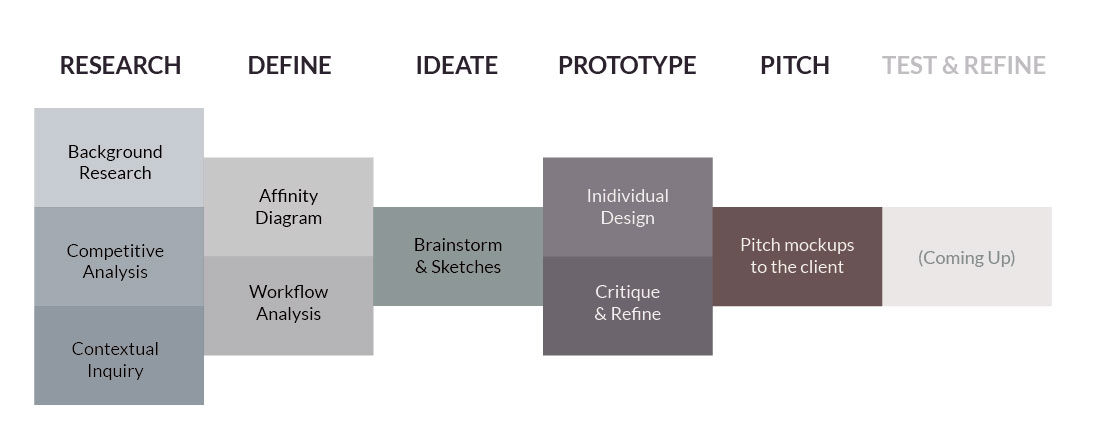 RESEARCH
DEFINE
IDEATE
PROTOTYPE
PITCH
TEST & REFINE
Background
Research
Competitive
Analysis
Contextual
Inquiry
Affinity
Diagram
Workflow
Analysis
Brainstorm
& Sketches
Inidividual
Design
Critique
& Refine
Pitch mockups
to the client
(Coming Up)